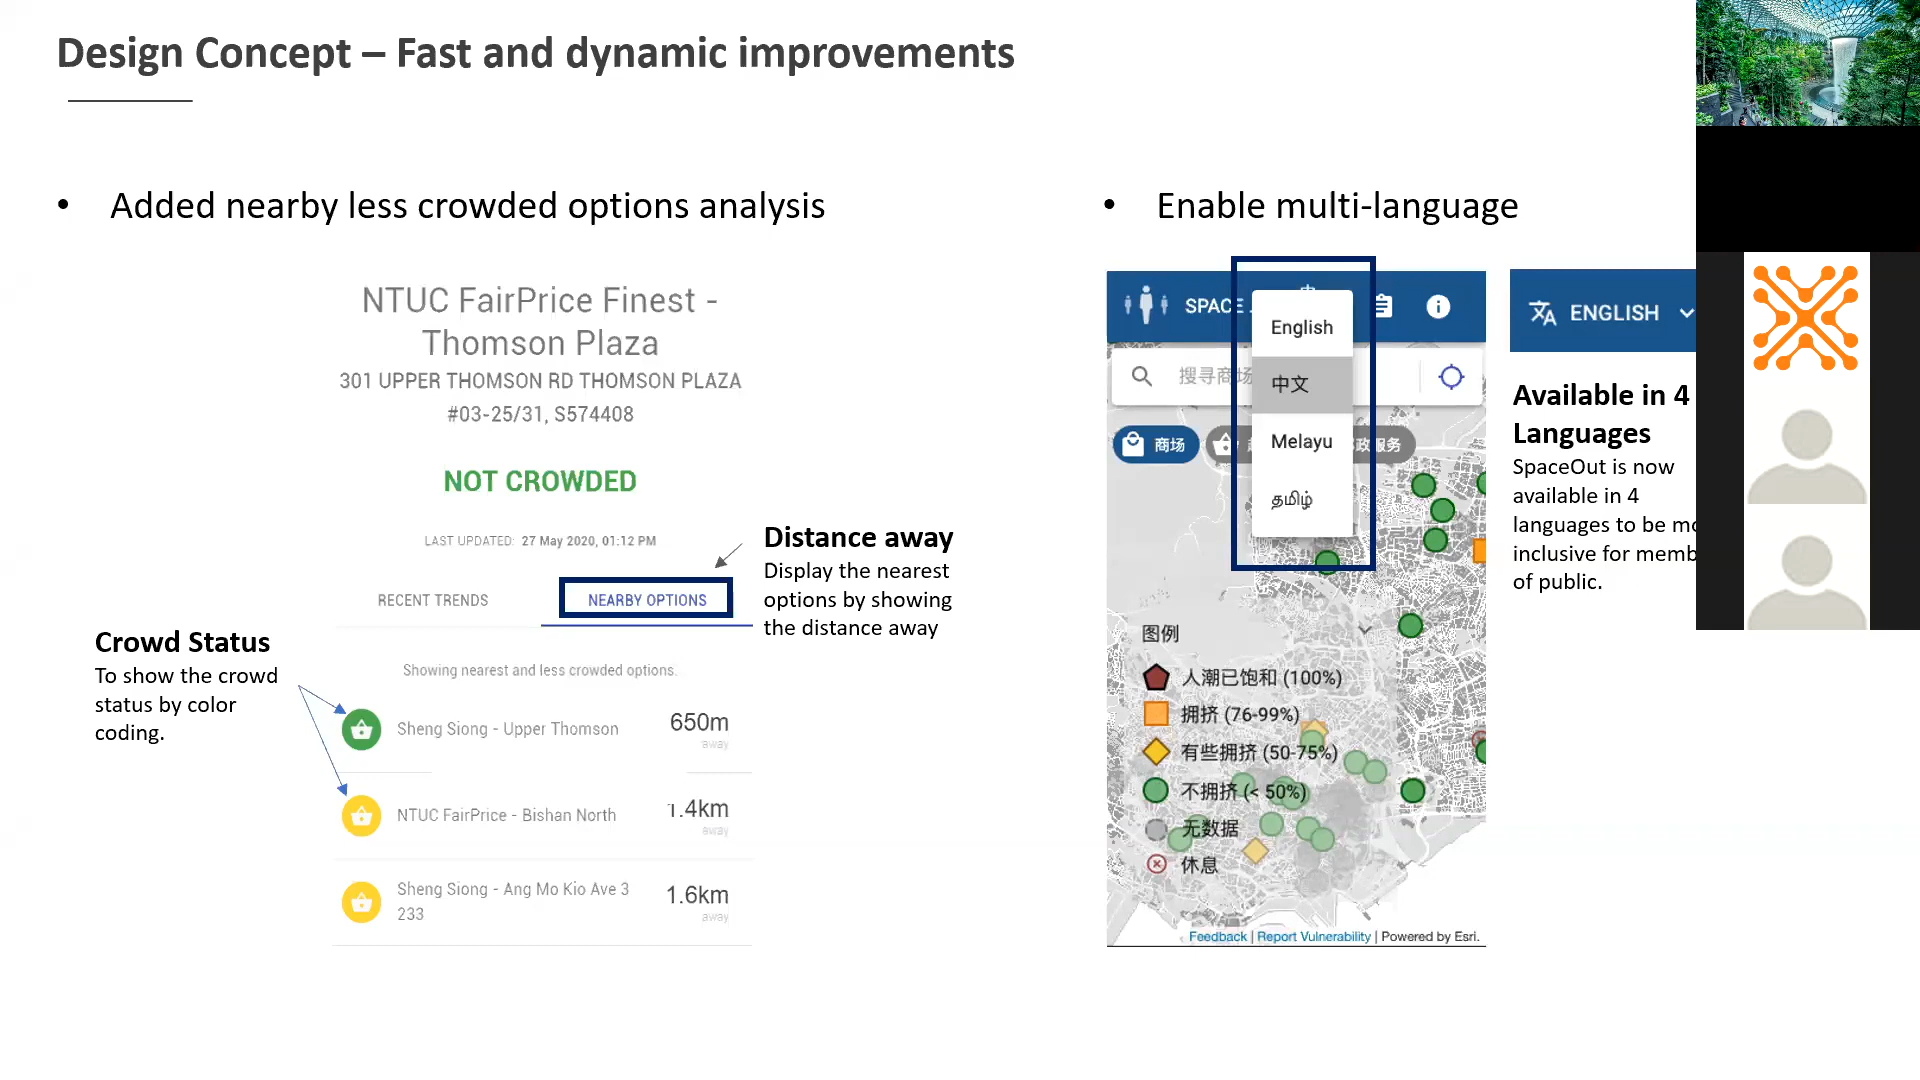 Design Concept – Fast and dynamic improvements
• Added nearby less crowded options analysis
NTUC FairPrice Finest -
Thomson Plaza
301 UPPER THOMSON RD THOMSON PLAZA
#03-25/31, S574408
NOT CROWDED
LAST UPDATED: 27 May 2020, 01:12 PM
RECENT TRENDS
NEARBY OPTIONS
Showing nearest and less crowded options.
Sheng Siong - Upper Thomson
650m
away
NTUC FairPrice - Bishan North
1.4km
away
Sheng Siong - Ang Mo Kio Ave 3
233
1.6km
away
Distance away
Display the nearest
options by showing
the distance away
Crowd Status
To show the crowd
status by color
coding.
• Enable multi-language
SPACE
English
中文
Melayu
தமிழ்
搜寻商场
商场
政服务
图例
人潮已饱和 (100%)
拥挤 (76-99%)
有些拥挤 (50-75%)
不拥挤 (< 50%)
无数据
休息
Feedback | Report Vulnerability | Powered by Esri.
ENGLISH
Available in 4
Languages
SpaceOut is now
available in 4
languages to be
inclusive for
of public.